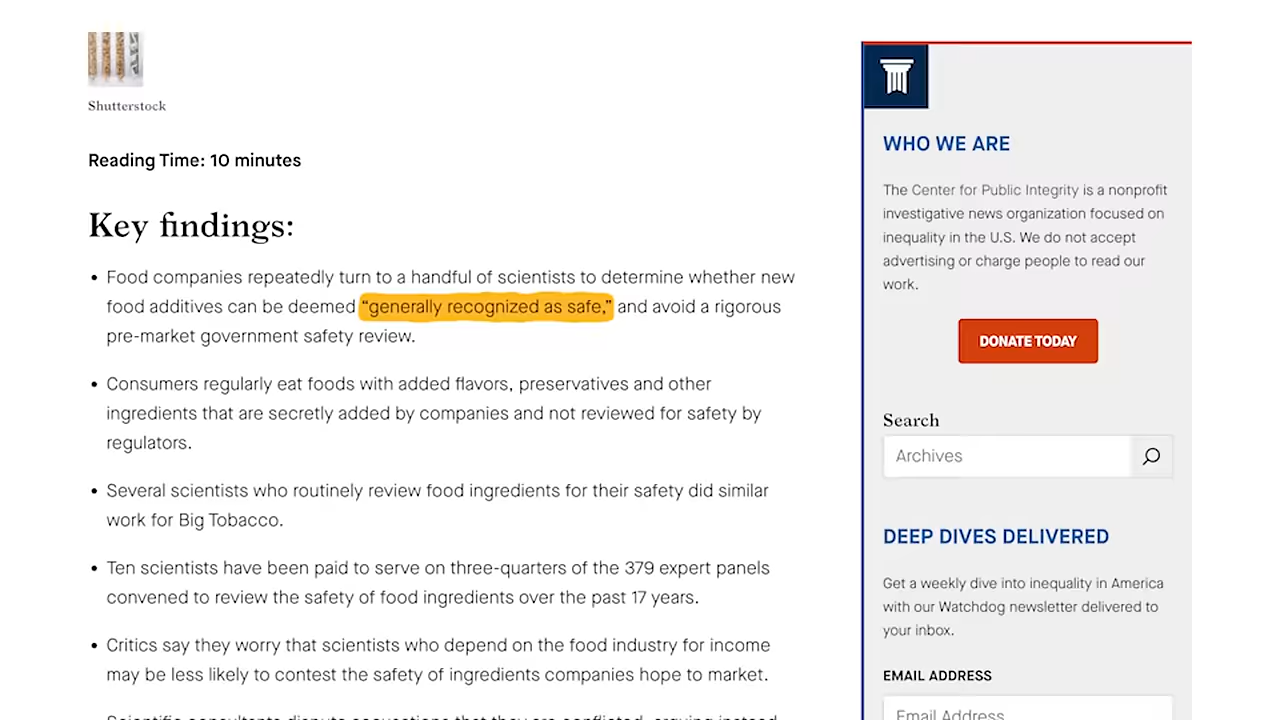 Shutterstock
Reading Time: 10 minutes
Key findings:
• Food companies repeatedly turn to a handful of scientists to determine whether new
food additives can be deemed “generally recognized as safe,” and avoid a rigorous
pre-market government safety review.
• Consumers regularly eat foods with added flavors, preservatives and other
ingredients that are secretly added by companies and not reviewed for safety by
regulators.
• Several scientists who routinely review food ingredients for their safety did similar
work for Big Tobacco.
• Ten scientists have been paid to serve on three-quarters of the 379 expert panels
convened to review the safety of food ingredients over the past 17 years.
• Critics say they worry that scientists who depend on the food industry for income
may be less likely to contest the safety of ingredients companies hope to market.
WHO WE ARE
The Center for Public Integrity is a nonprofit
investigative news organization focused on
inequality in the U.S. We do not accept
advertising or charge people to read our
work.
DONATE TODAY
Search
Archives
DEEP DIVES DELIVERED
Get a weekly dive into inequality in America
with our Watchdog newsletter delivered to
your inbox.
EMAIL ADDRESS
Email Address